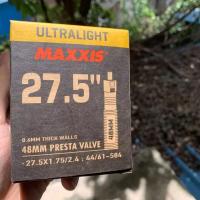 ULTRALIGHT
MAXXIS
27.5"
0.6MM THICK WALLS
48MM PRESTA VALVE
27.5X1.75/2.4 : 44/61-584